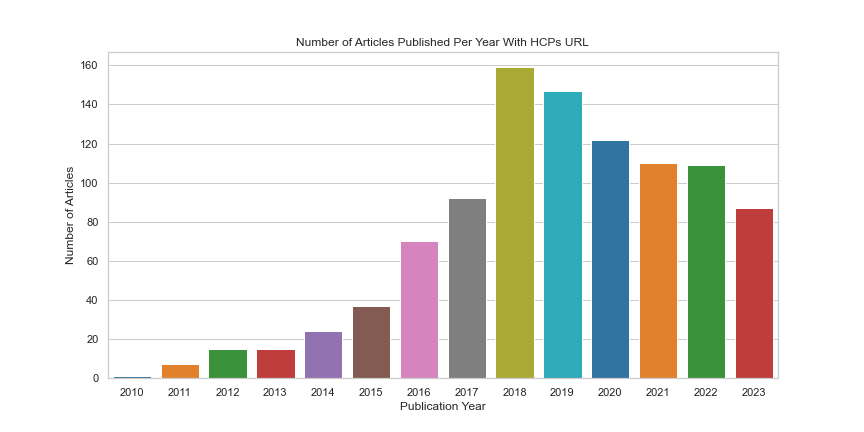 Number of Articles Published Per Year With HCPs URL
Number of Articles
160
140
120
100
80
60
40
20
0
2010 2011 2012 2013 2014 2015 2016 2017 2018 2019 2020 2021 2022 2023
Publication Year